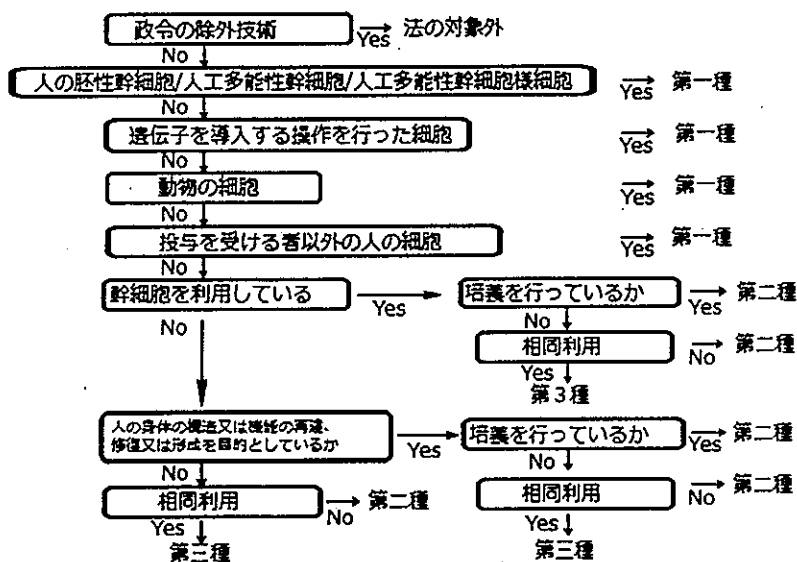 政令の除外技術 Yes 法の対象外
No
人の胚性幹細胞/人工多能性幹細胞/人工多能性幹細胞様細胞 Yes 第一種
No
遺伝子を導入する操作を行った細胞 Yes 第一種
No
動物の細胞 Yes 第一種
No
投与を受ける者以外の人の細胞 Yes 第一種
No
幹細胞を利用している Yes 培養を行っているか Yes 第二種
No No
相同利用 No 第二種
Yes
第3種
人の身体の構造又は機能の再建、
修復又は形成を目的としているか Yes 培養を行っているか Yes 第二種
No No
相同利用 No 第二種 相同利用 No 第二種
Yes Yes
第三種 第三種